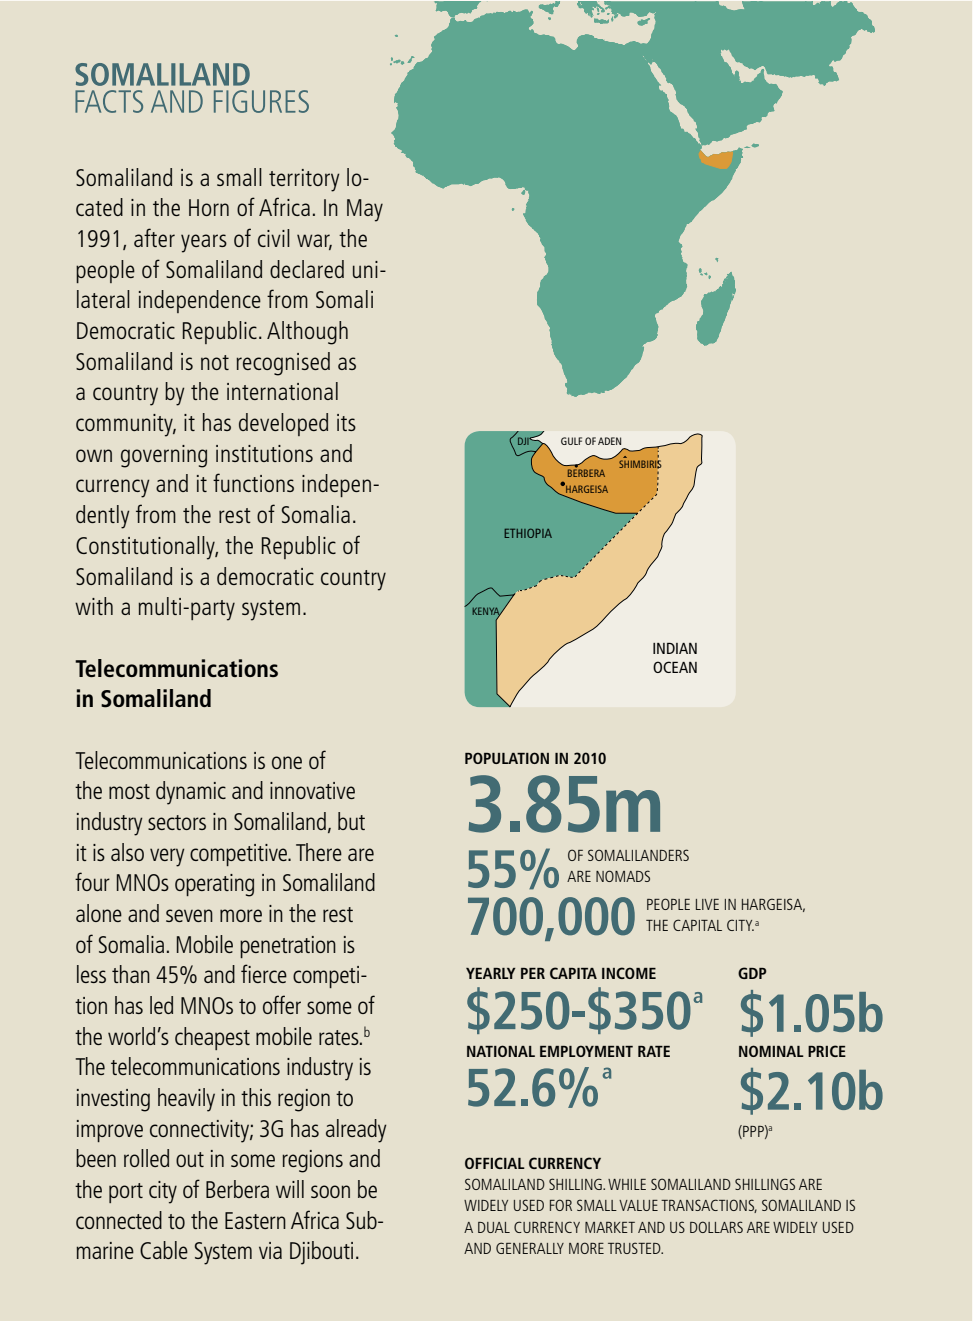 SOMALILAND
FACTS AND FIGURES
Somaliland is a small territory lo-
cated in the Horn of Africa. In May
1991, after years of civil war, the
people of Somaliland declared uni-
lateral independence from Somali
Democratic Republic. Although
Somaliland is not recognised as
a country by the international
community, it has developed its
own governing institutions and
currency and it functions indepen-
dently from the rest of Somalia.
Constitutionally, the Republic of
Somaliland is a democratic country
with a multi-party system.
Telecommunications
in Somaliland
Telecommunications is one of
the most dynamic and innovative
industry sectors in Somaliland, but
it is also very competitive. There are
four MNOs operating in Somaliland
alone and seven more in the rest
of Somalia. Mobile penetration is
less than 45% and fierce competi-
tion has led MNOs to offer some of
the world's cheapest mobile rates.b
The telecommunications industry is
investing heavily in this region to
improve connectivity; 3G has already
been rolled out in some regions and
the port city of Berbera will soon be
connected to the Eastern Africa Sub-
marine Cable System via Djibouti.
DJI
GULF OF ADEN
SHIMBIRIS
BERBERA
HARGEISA
ETHIOPIA
KENYA
INDIAN
OCEAN
POPULATION IN 2010
3.85m
55% OF SOMALILANDERS
ARE NOMADS
700,000 PEOPLE LIVE IN HARGEISA,
THE CAPITAL CITY.a
YEARLY PER CAPITA INCOME
$250-$350a
NATIONAL EMPLOYMENT RATE
52.6%a
GDP
$1.05b
NOMINAL PRICE
$2.10b
(PPP)a
OFFICIAL CURRENCY
SOMALILAND SHILLING. WHILE SOMALILAND SHILLINGS ARE
WIDELY USED FOR SMALL VALUE TRANSACTIONS, SOMALILAND IS
A DUAL CURRENCY MARKET AND US DOLLARS ARE WIDELY USED
AND GENERALLY MORE TRUSTED.